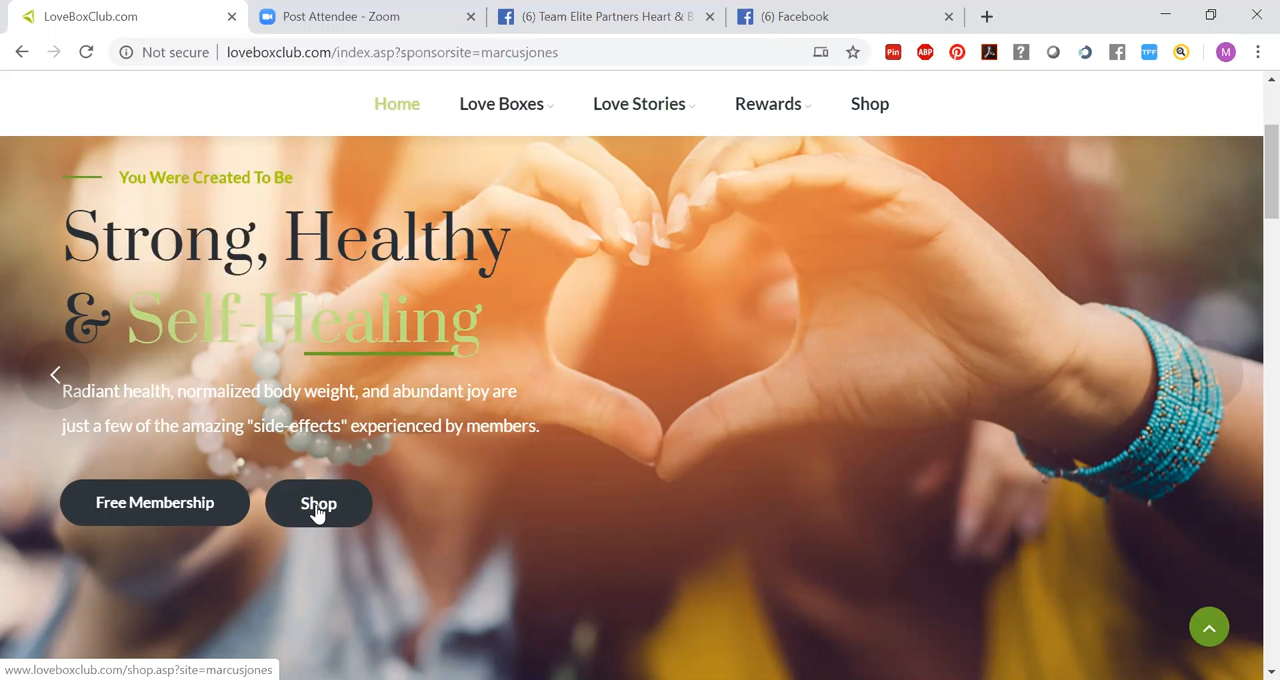 LoveBoxClub.com
Post Attendee - Zoom
(6) Team Elite Partners Heart & B
(6) Facebook
Not secure
loveboxclub.com/index.asp?sponsorsite=marcusjones
Pin
ABP
?
TFF
M
Home
Love Boxes
Love Stories
Rewards
Shop
You Were Created To Be
Strong, Healthy
& Self-Healing
Radiant health, normalized body weight, and abundant joy are
just a few of the amazing "side-effects" experienced by members.
Free Membership
Shop
www.loveboxclub.com/shop.asp?site=marcusjones